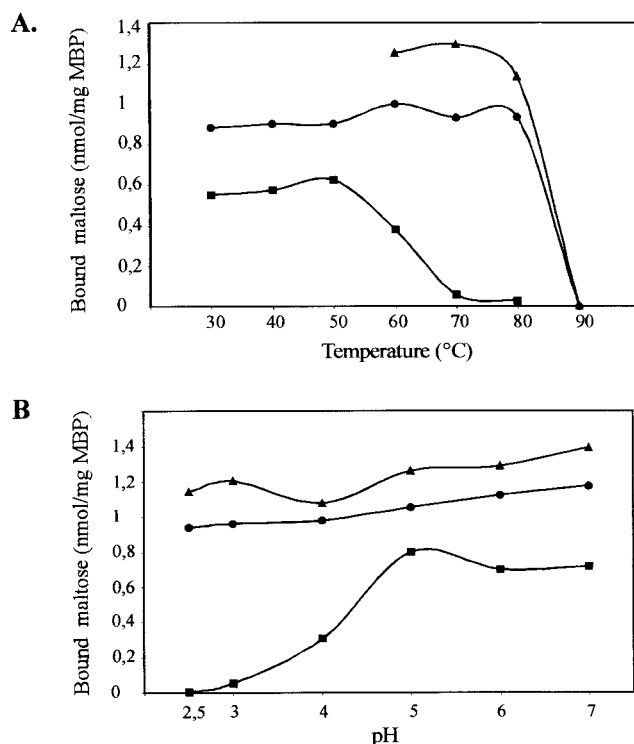 A.
Bound maltose (nmol/mg MBP)
1,4
1,2
1
0,8
0,6
0,4
0,2
0
30 40 50 60 70 80 90
Temperature (°C)
B
Bound maltose (nmol/mg MBP)
1,4
1,2
1
0,8
0,6
0,4
0,2
0
2,5 3 4 5 6 7
pH